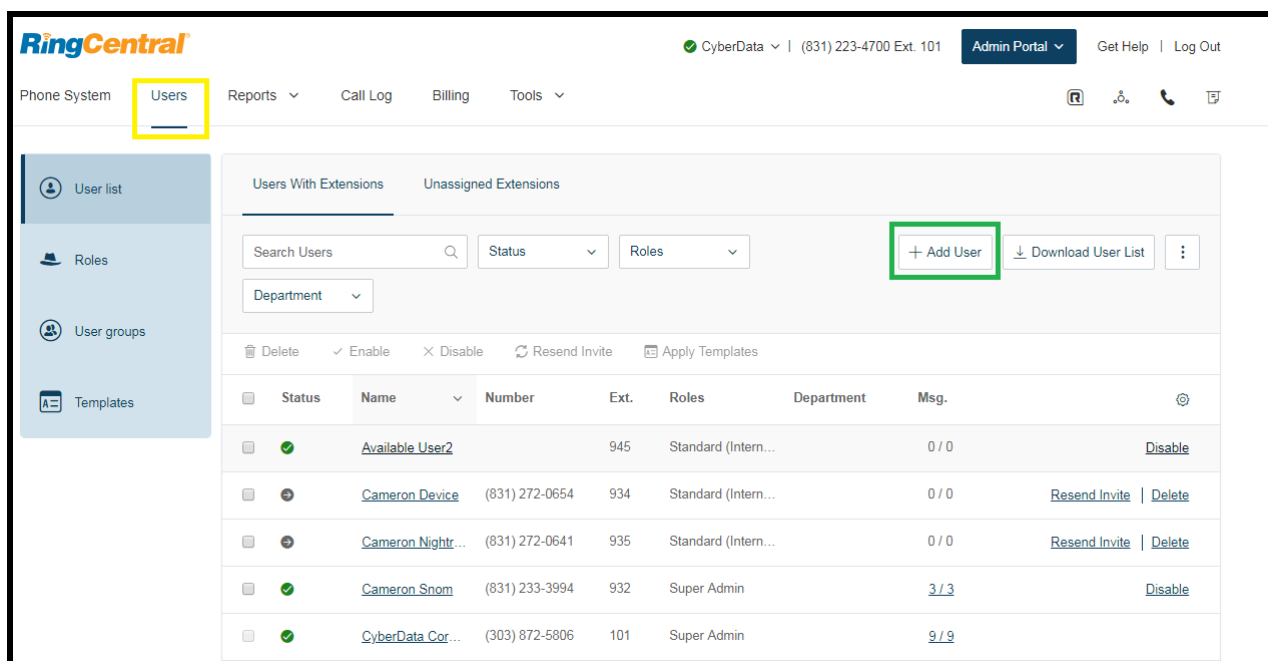 RingCentral
CyberData | (831) 223-4700 Ext. 101 Admin Portal Get Help | Log Out
Phone System Users Reports Call Log Billing Tools
User list
Roles
User groups
Templates
Users With Extensions Unassigned Extensions
Search Users Status Roles + Add User Download User List
Department
Delete Enable Disable Resend Invite Apply Templates
Status Name Number Ext. Roles Department Msg.
Available User2 945 Standard (Intern... 0 / 0 Disable
Cameron Device (831) 272-0654 934 Standard (Intern... 0 / 0 Resend Invite | Delete
Cameron Nightr... (831) 272-0641 935 Standard (Intern... 0 / 0 Resend Invite | Delete
Cameron Snom (831) 233-3994 932 Super Admin 3 / 3 Disable
CyberData Cor... (303) 872-5806 101 Super Admin 9 / 9